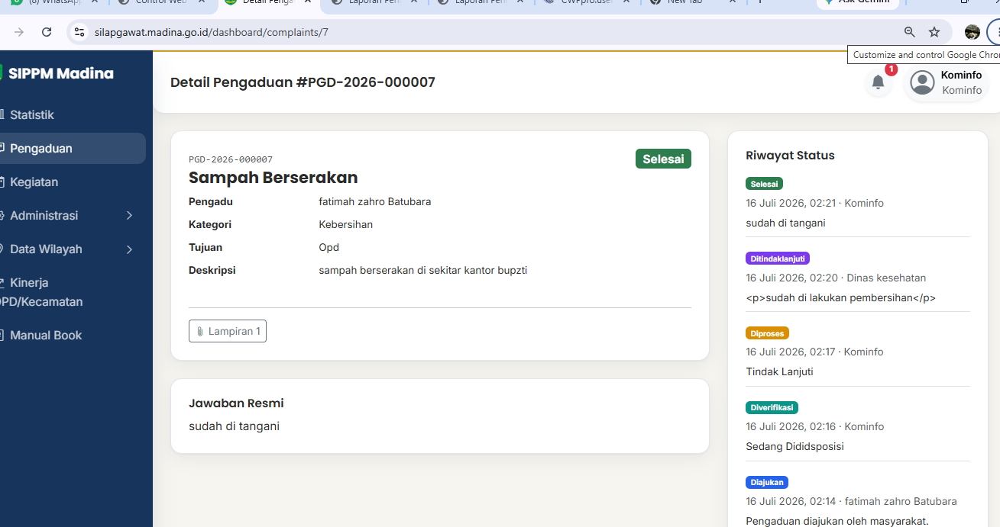 (8) WhatsApp
Control Web
Detail Penga
Laporan Pen
Laporan Pen
CWPpro.user
New Tab
Ask Gemini
silapgawat.madina.go.id/dashboard/complaints/7
Customize and control Google Chro
SIPPM Madina
Statistik
Pengaduan
Kegiatan
Administrasi
Data Wilayah
Kinerja
OPD/Kecamatan
Manual Book
Detail Pengaduan #PGD-2026-000007
1
Kominfo
Kominfo
PGD-2026-000007
Selesai
Sampah Berserakan
Pengadu fatimah zahro Batubara
Kategori Kebersihan
Tujuan Opd
Deskripsi sampah berserakan di sekitar kantor bupzti
Lampiran 1
Jawaban Resmi
sudah di tangani
Riwayat Status
Selesai
16 Juli 2026, 02:21 · Kominfo
sudah di tangani
Ditindaklanjuti
16 Juli 2026, 02:20 · Dinas kesehatan
<p>sudah di lakukan pembersihan</p>
Diproses
16 Juli 2026, 02:17 · Kominfo
Tindak Lanjuti
Diverifikasi
16 Juli 2026, 02:16 · Kominfo
Sedang Dididsposisi
Diajukan
16 Juli 2026, 02:14 · fatimah zahro Batubara
Pengaduan diajukan oleh masyarakat.